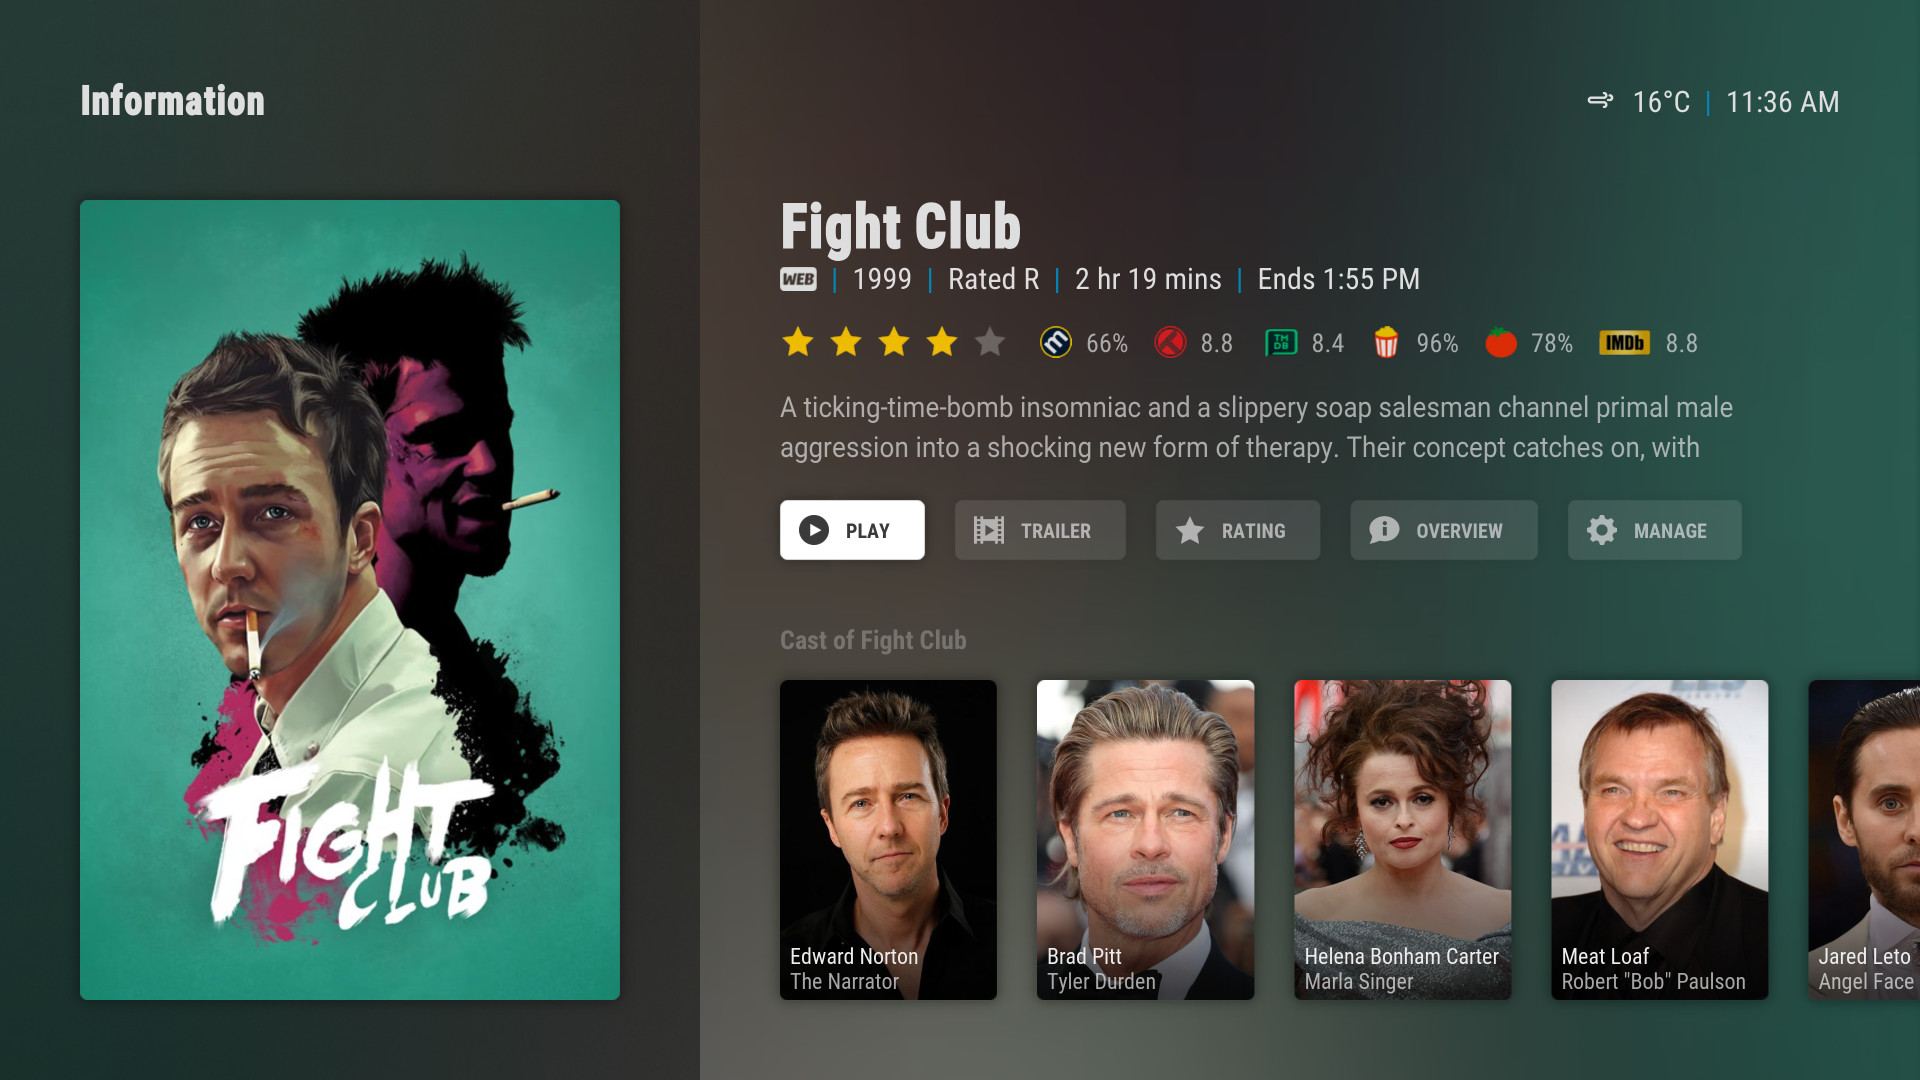 Information
16°C | 11:36 AM
FIGHT
CLUB
Fight Club
WEB | 1999 | Rated R | 2 hr 19 mins | Ends 1:55 PM
m 66% 8.8 TM DB 8.4 96% 78% IMDb 8.8
A ticking-time-bomb insomniac and a slippery soap salesman channel primal male
aggression into a shocking new form of therapy. Their concept catches on, with
PLAY TRAILER RATING OVERVIEW MANAGE
Cast of Fight Club
Edward Norton
The Narrator
Brad Pitt
Tyler Durden
Helena Bonham Carter
Marla Singer
Meat Loaf
Robert "Bob" Paulson
Jared Leto
Angel Face